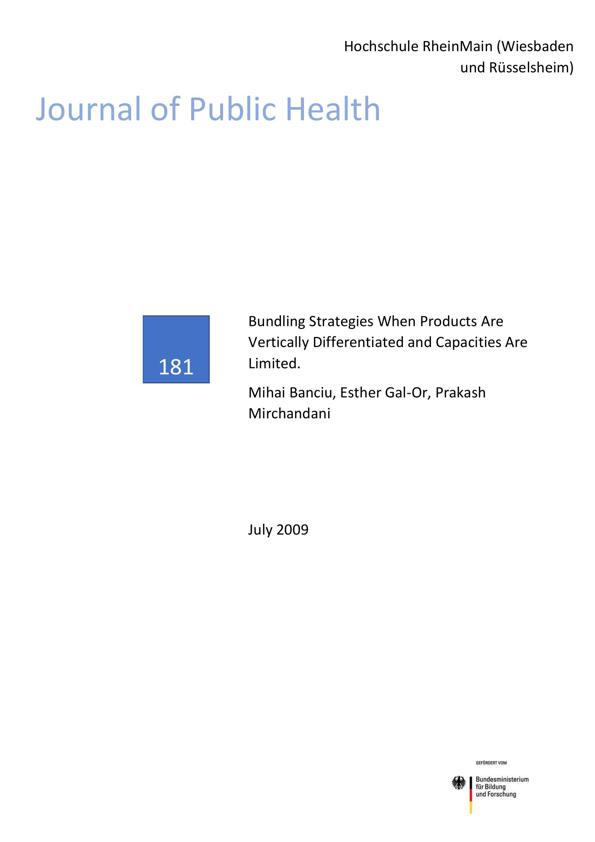 Hochschule RheinMain (Wiesbaden
und Rüsselsheim)
Journal of Public Health
181
Bundling Strategies When Products Are
Vertically Differentiated and Capacities Are
Limited.
Mihai Banciu, Esther Gal-Or, Prakash
Mirchandani
July 2009
GEFÖRDERT VOM
Bundesministerium
für Bildung
und Forschung